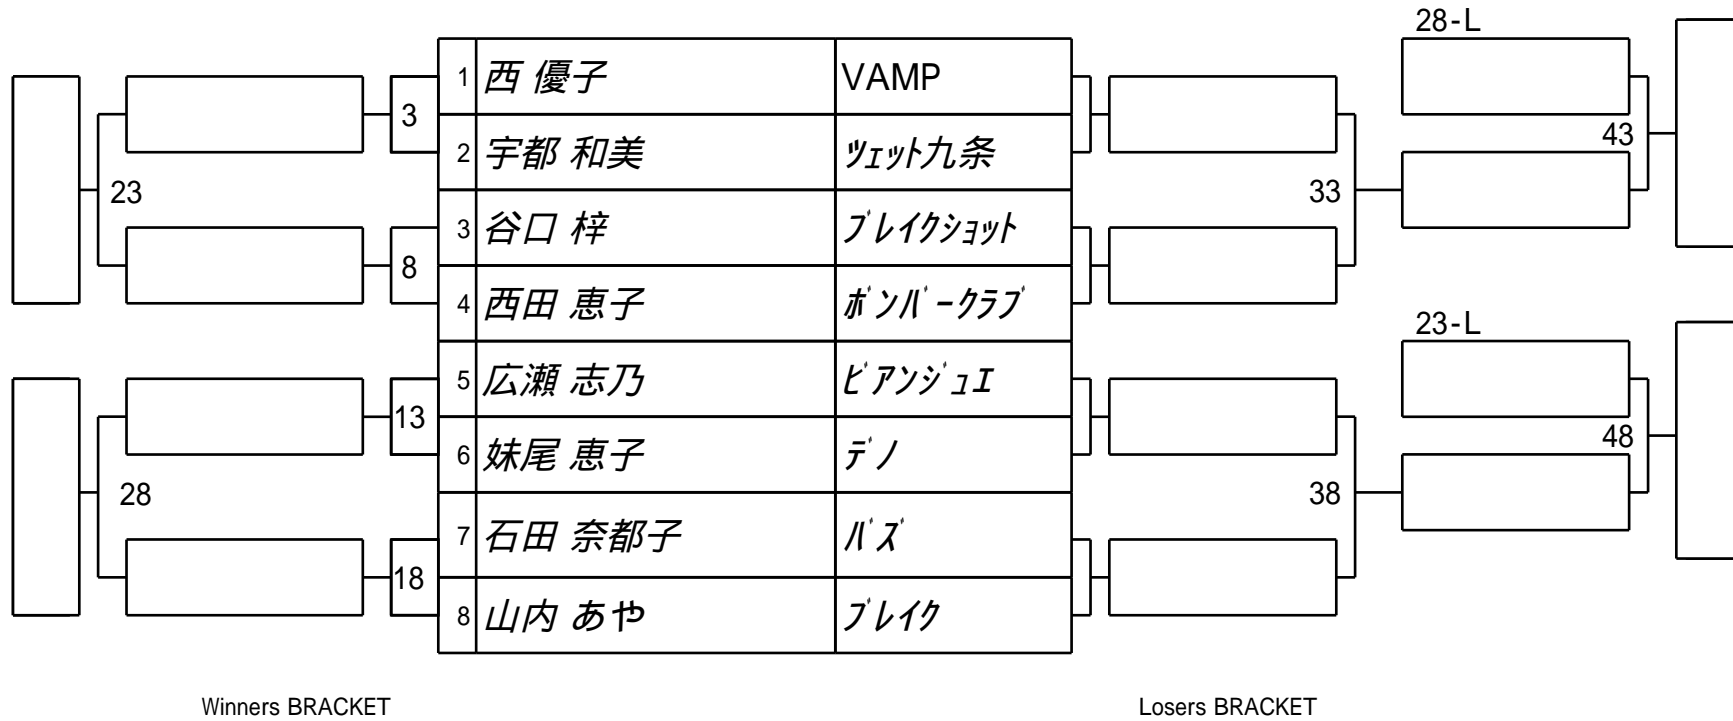 28-L
1 西 優子 VAMP
3
43
2 宇都 和美 ツェット九条
23
33
3 谷口 梓 ブレイクショット
8
4 西田 恵子 ボンバークラブ
23-L
5 広瀬 志乃 ビアンジュエ
13
48
6 妹尾 恵子 デノ
28
38
7 石田 奈都子 バズ
18
8 山内 あや ブレイク
Winners BRACKET
Losers BRACKET